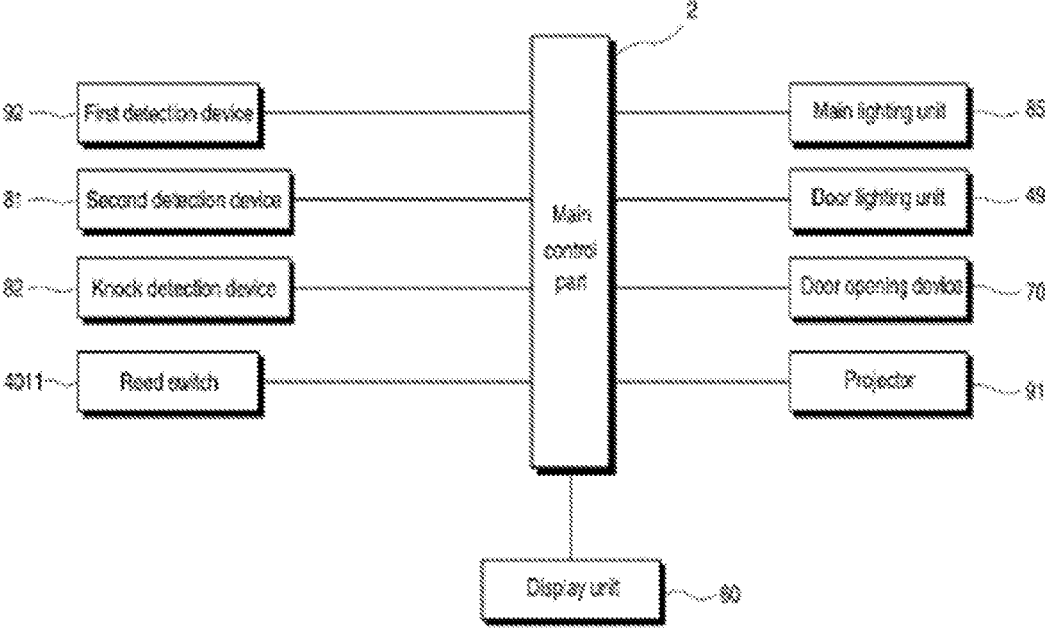 2
92
First detection device
Main lighting unit
85
81
Second detection device
Door lighting unit
49
Main
control
part
82
Knock detection device
Door opening device
70
4011
Reed switch
Projector
91
Display unit